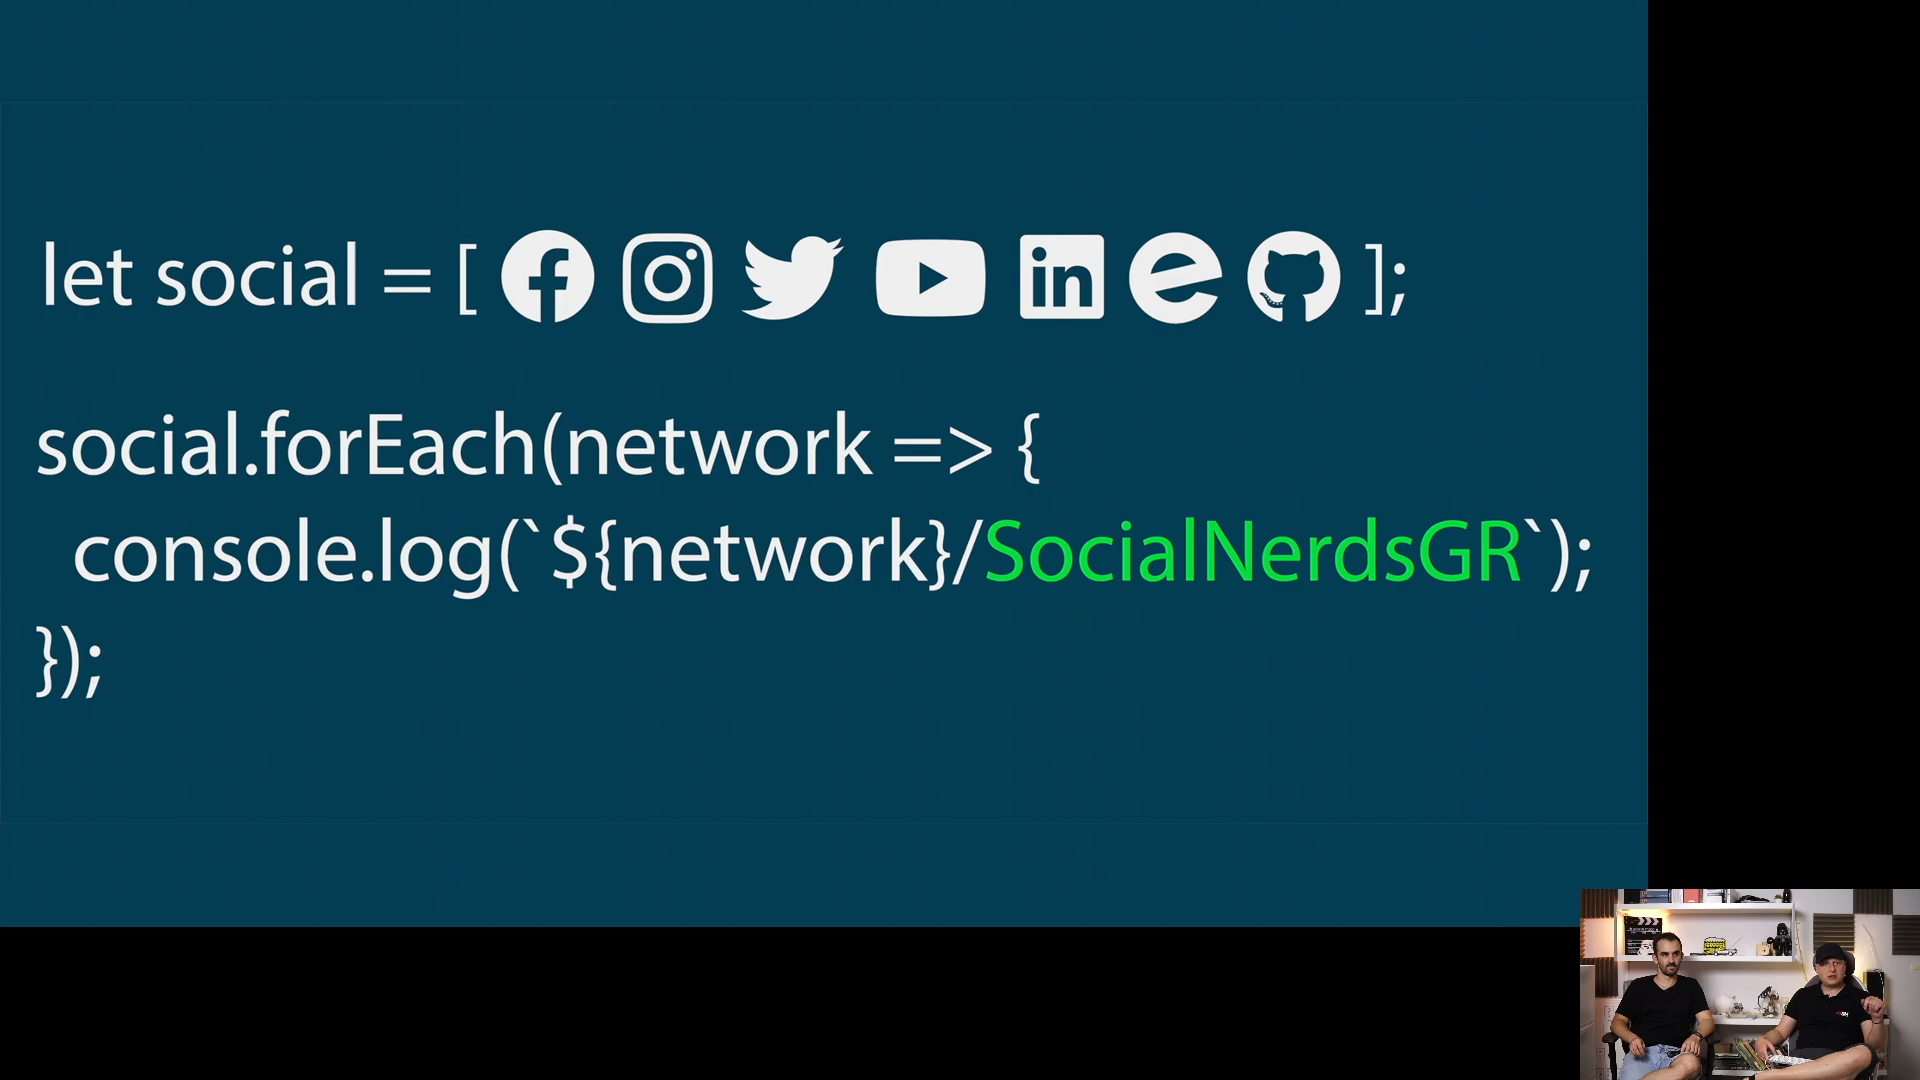 let social = [ ];
social.forEach(network => {
console.log(`${network}/SocialNerdsGR`);
});